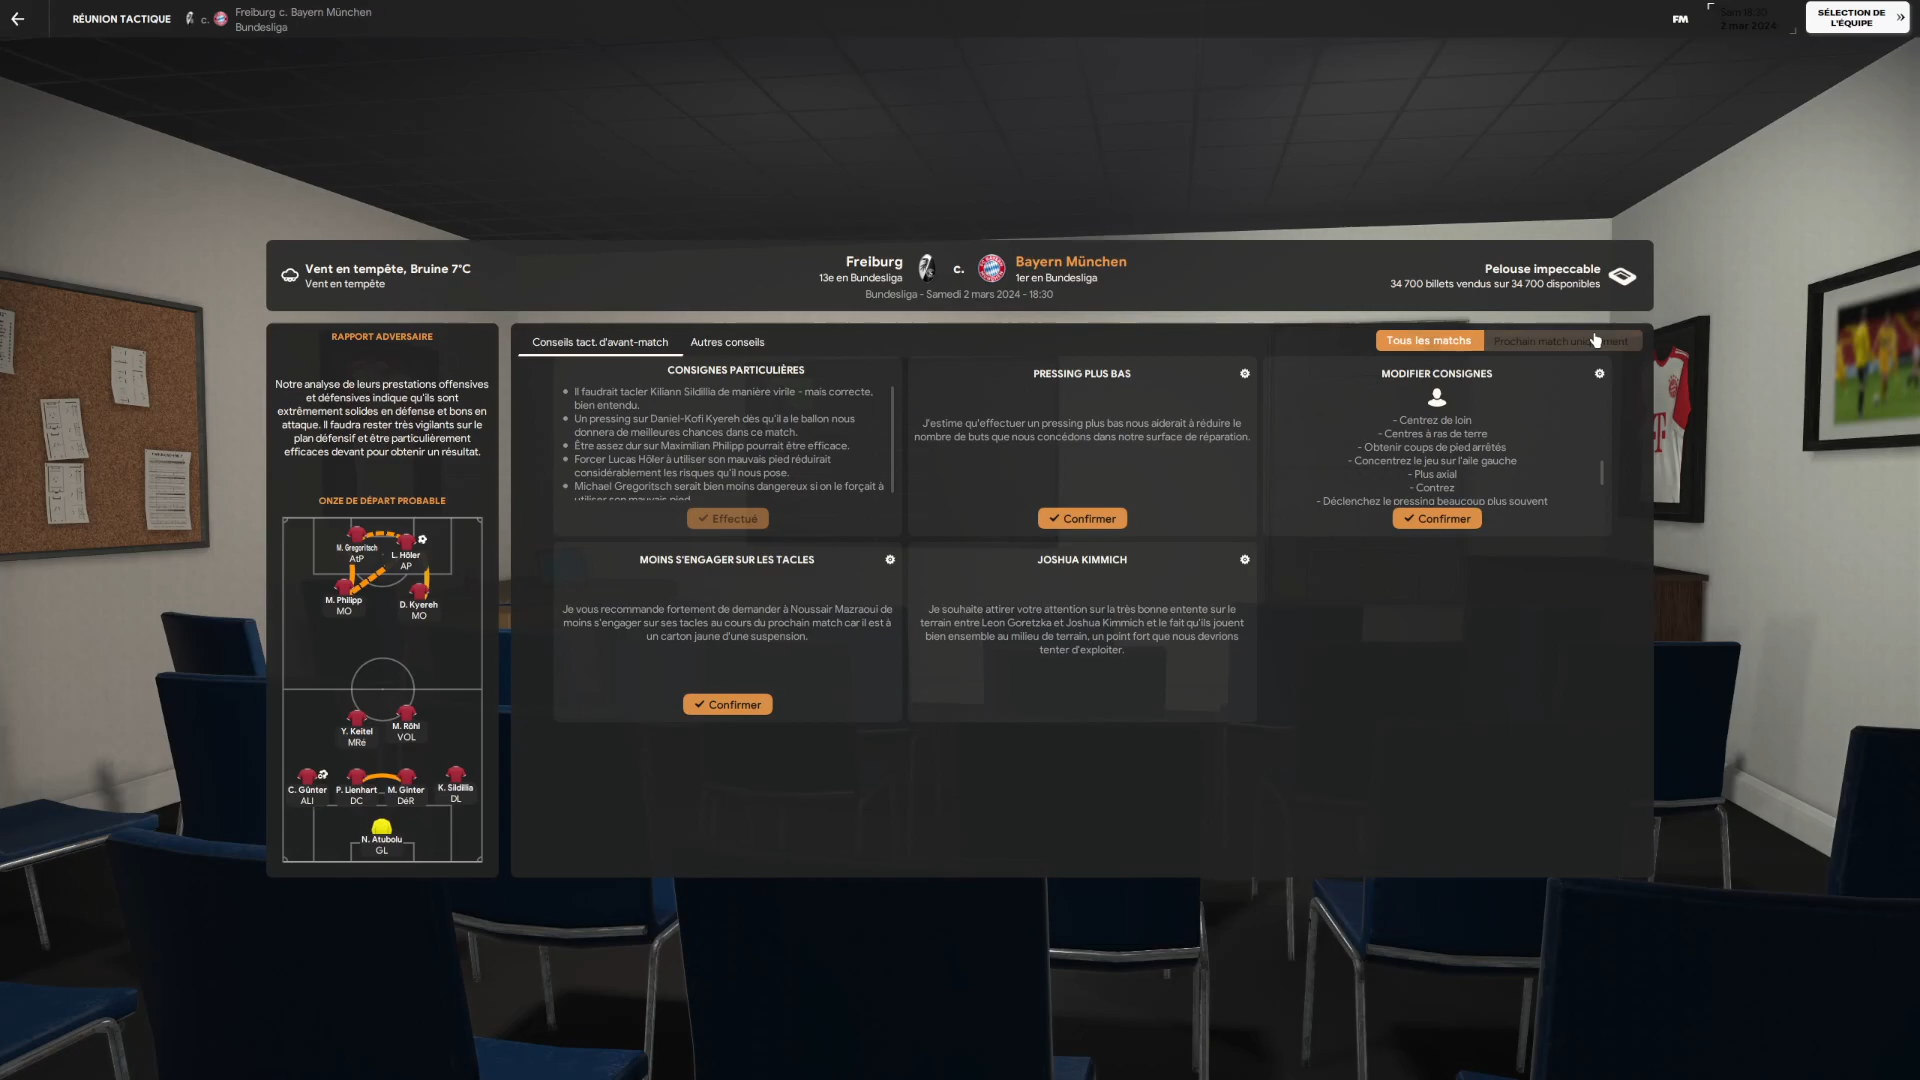 RÉUNION TACTIQUE
c.
Freiburg c. Bayern München
Bundesliga
FM
Sam 18:30
2 mar 2024
SÉLECTION DE
L'ÉQUIPE
Vent en tempête, Bruine 7°C
Vent en tempête
Freiburg
13e en Bundesliga
c.
Bayern München
1er en Bundesliga
Bundesliga - Samedi 2 mars 2024 - 18:30
Pelouse impeccable
34 700 billets vendus sur 34 700 disponibles
RAPPORT ADVERSAIRE
Notre analyse de leurs prestations offensives
et défensives indique qu'ils sont
extrêmement solides en défense et bons en
attaque. Il faudra rester très vigilants sur le
plan défensif et être particulièrement
efficaces devant pour obtenir un résultat.
ONZE DE DÉPART PROBABLE
M. Gregoritsch
AtP
L. Höler
AP
M. Philipp
MO
D. Kyereh
MO
Y. Keitel
MRé
M. Röhl
VOL
C. Günter
ALI
P. Lienhart
DC
M. Ginter
DéR
K. Sildillia
DL
N. Atubolu
GL
Conseils tact. d'avant-match
Autres conseils
Tous les matchs
Prochain match uniquement
CONSIGNES PARTICULIÈRES
Il faudrait tacler Kiliann Sildillia de manière virile - mais correcte,
bien entendu.
Un pressing sur Daniel-Kofi Kyereh dès qu'il a le ballon nous
donnera de meilleures chances dans ce match.
Être assez dur sur Maximilian Philipp pourrait être efficace.
Forcer Lucas Höler à utiliser son mauvais pied réduirait
considérablement les risques qu'il nous pose.
Michael Gregoritsch serait bien moins dangereux si on le forçait à
utiliser son mauvais pied
Effectué
PRESSING PLUS BAS
J'estime qu'effectuer un pressing plus bas nous aiderait à réduire le
nombre de buts que nous concédons dans notre surface de réparation.
Confirmer
MODIFIER CONSIGNES
- Centrez de loin
- Centres à ras de terre
- Obtenir coups de pied arrêtés
- Concentrez le jeu sur l'aile gauche
- Plus axial
- Contrez
- Déclenchez le pressing beaucoup plus souvent
Confirmer
MOINS S'ENGAGER SUR LES TACLES
Je vous recommande fortement de demander à Noussair Mazraoui de
moins s'engager sur ses tacles au cours du prochain match car il est à
un carton jaune d'une suspension.
Confirmer
JOSHUA KIMMICH
Je souhaite attirer votre attention sur la très bonne entente sur le
terrain entre Leon Goretzka et Joshua Kimmich et le fait qu'ils jouent
bien ensemble au milieu de terrain, un point fort que nous devrions
tenter d'exploiter.